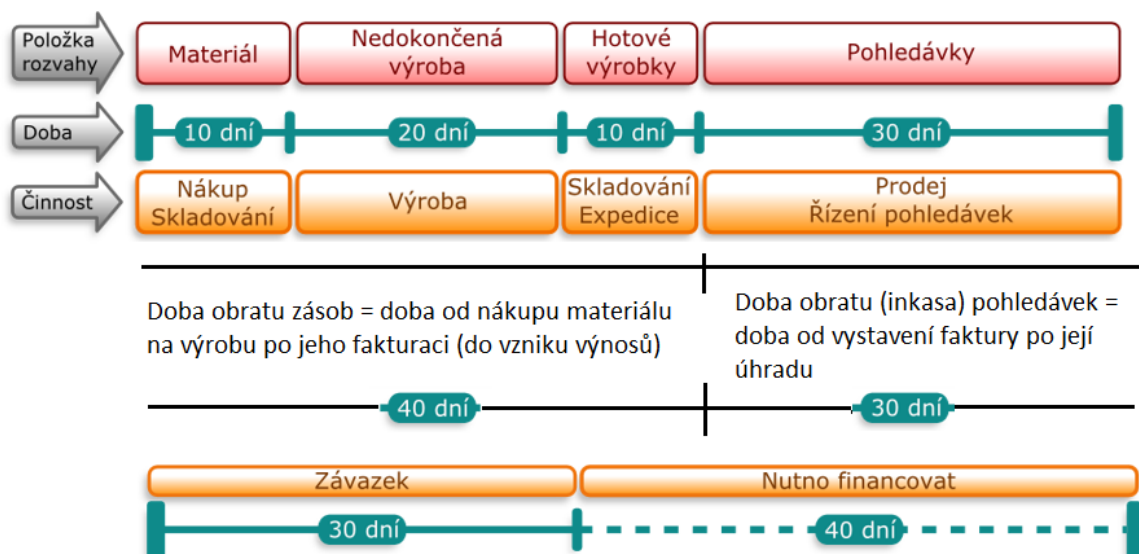 Položka
rozvahy
Materiál
Nedokončená
výroba
Hotové
výrobky
Pohledávky
Doba
10 dní
20 dní
10 dní
30 dní
Činnost
Nákup
Skladování
Výroba
Skladování
Expedice
Prodej
Řízení pohledávek
Doba obratu zásob = doba od nákupu materiálu
na výrobu po jeho fakturaci (do vzniku výnosů)
Doba obratu (inkasa) pohledávek =
doba od vystavení faktury po její
úhradu
40 dní
30 dní
Závazek
Nutno financovat
30 dní
40 dní